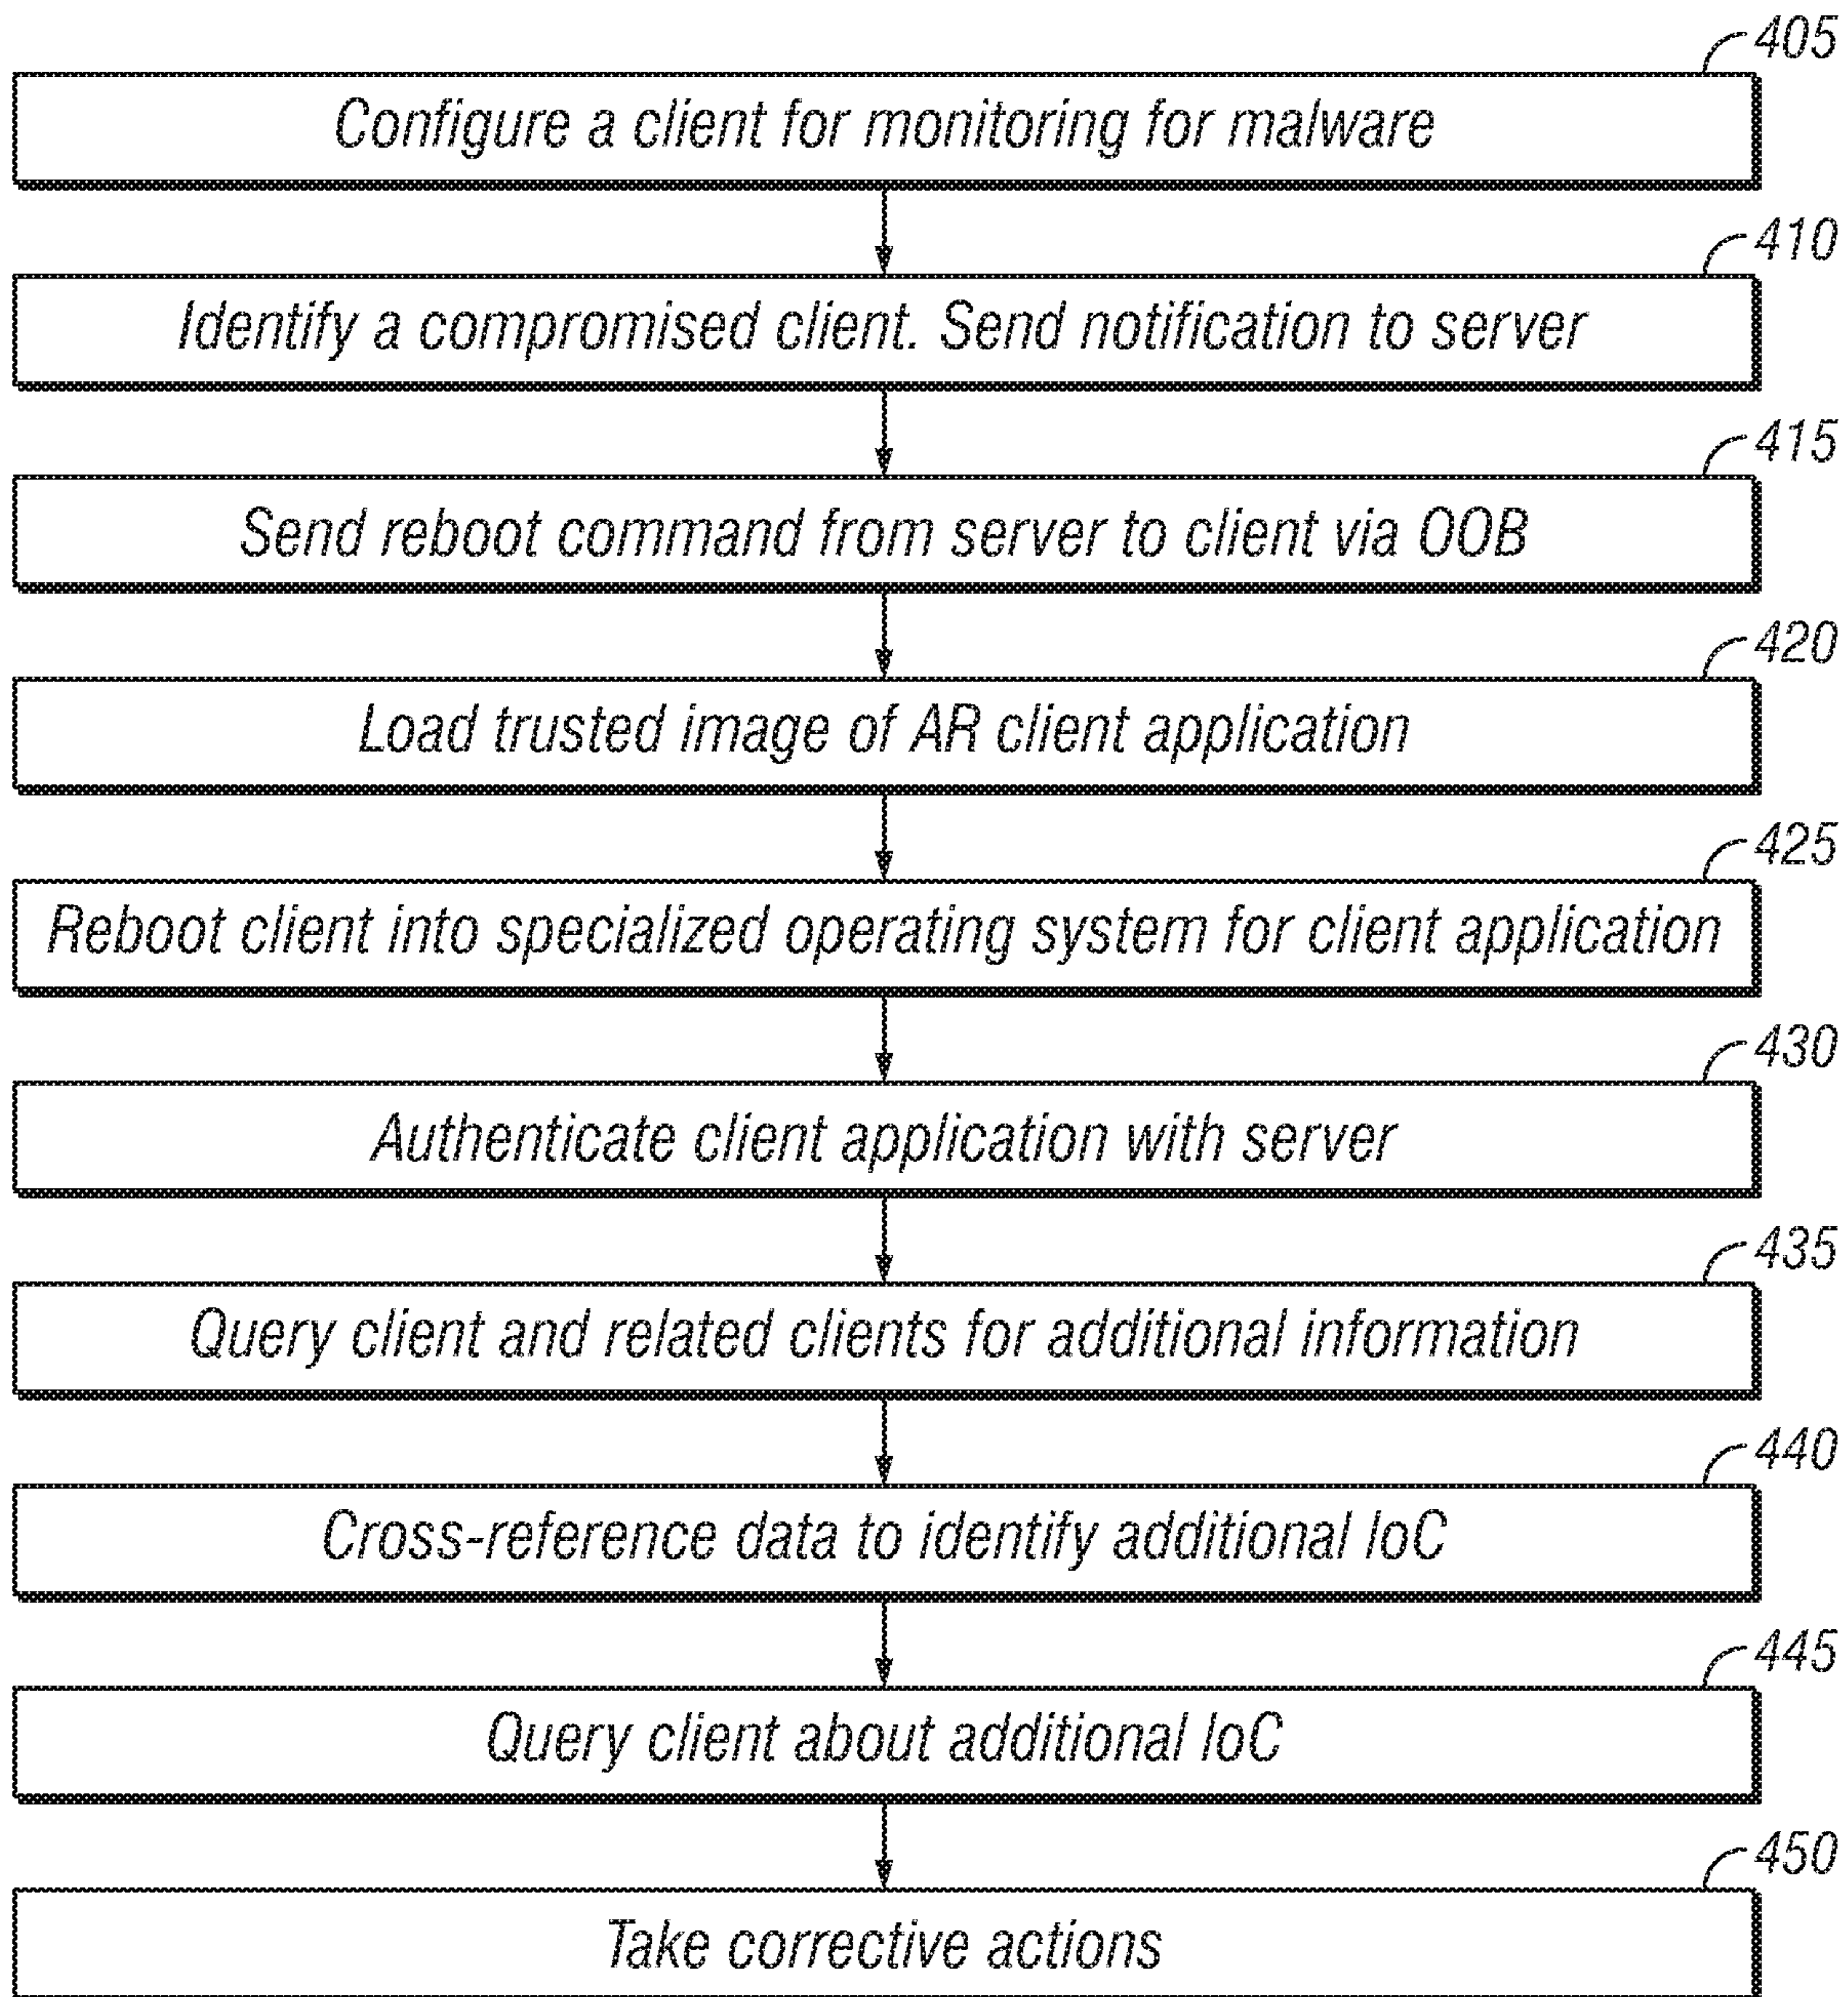 405
Configure a client for monitoring for malware
410
Identify a compromised client. Send notification to server
415
Send reboot command from server to client via OOB
420
Load trusted image of AR client application
425
Reboot client into specialized operating system for client application
430
Authenticate client application with server
435
Query client and related clients for additional information
440
Cross-reference data to identify additional IoC
445
Query client about additional IoC
450
Take corrective actions